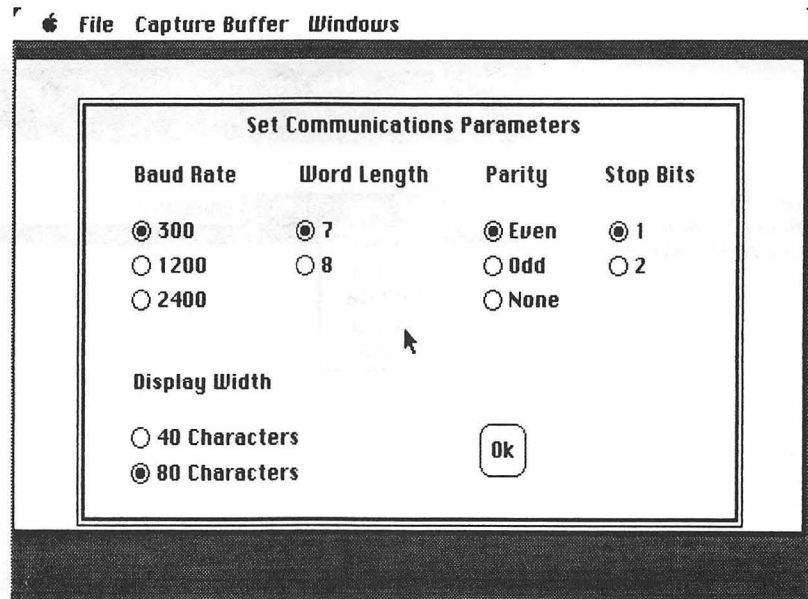 File Capture Buffer Windows
Set Communications Parameters
Baud Rate Word Length Parity Stop Bits
300 7 Even 1
1200 8 Odd 2
2400 None
Display Width
40 Characters
80 Characters
Ok